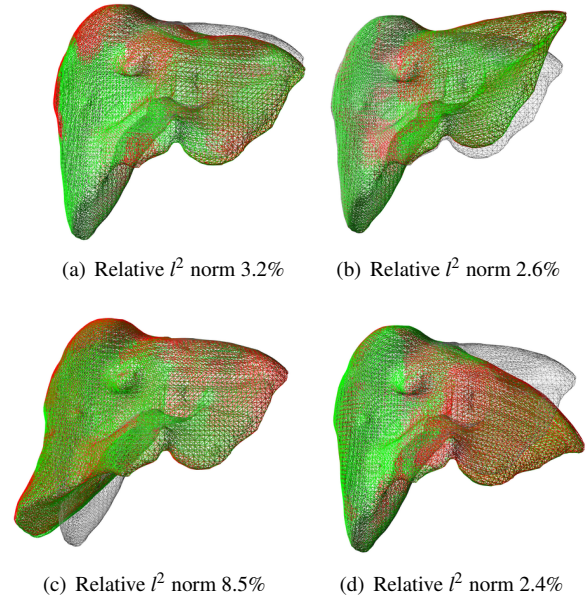 (a) Relative l² norm 3.2%
(b) Relative l² norm 2.6%
(c) Relative l² norm 8.5%
(d) Relative l² norm 2.4%